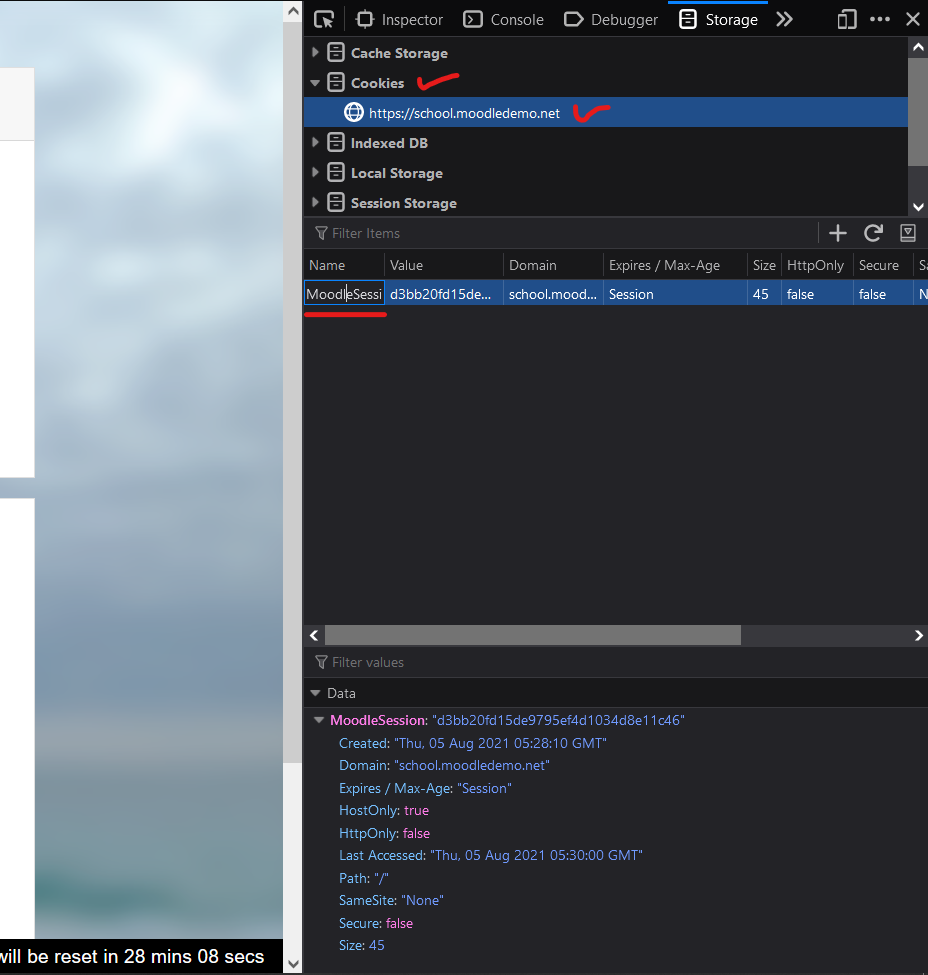 Inspector Console Debugger Storage
Cache Storage
Cookies
https://school.moodledemo.net
Indexed DB
Local Storage
Session Storage
Filter Items
Name Value Domain Expires / Max-Age Size HttpOnly Secure Sa
MoodleSessi d3bb20fd15de... school.mood... Session 45 false false N
Filter values
Data
MoodleSession: "d3bb20fd15de9795ef4d1034d8e11c46"
Created: "Thu, 05 Aug 2021 05:28:10 GMT"
Domain: "school.moodledemo.net"
Expires / Max-Age: "Session"
HostOnly: true
HttpOnly: false
Last Accessed: "Thu, 05 Aug 2021 05:30:00 GMT"
Path: "/"
SameSite: "None"
Secure: false
Size: 45
will be reset in 28 mins 08 secs